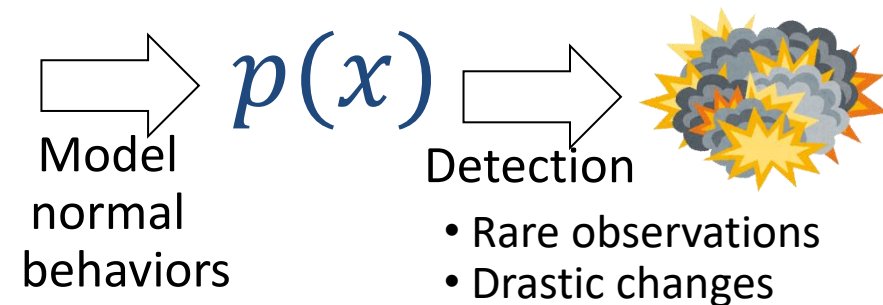 p(x)
Model
normal
behaviors
Detection
• Rare observations
• Drastic changes